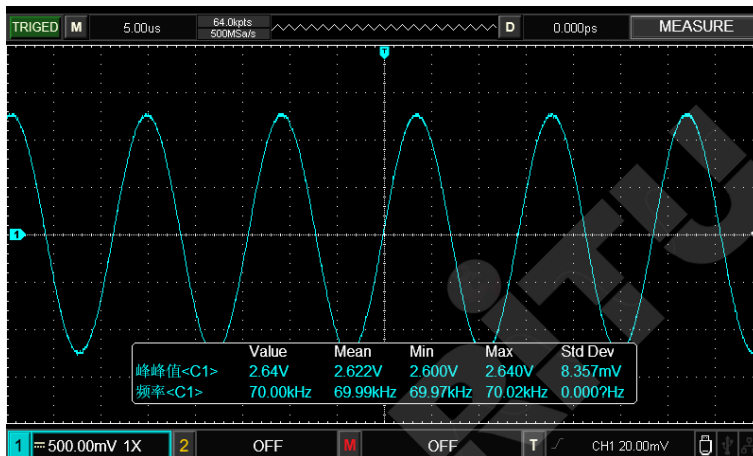 TRIGED M 5.00us 64.0kpts 500MSa/s D 0.000ps MEASURE
T
1
Value Mean Min Max Std Dev
峰峰值<C1> 2.64V 2.622V 2.600V 2.640V 8.357mV
频率<C1> 70.00kHz 69.99kHz 69.97kHz 70.02kHz 0.000?Hz
RiTU
1 500.00mV 1X 2 OFF M OFF T CH1 20.00mV